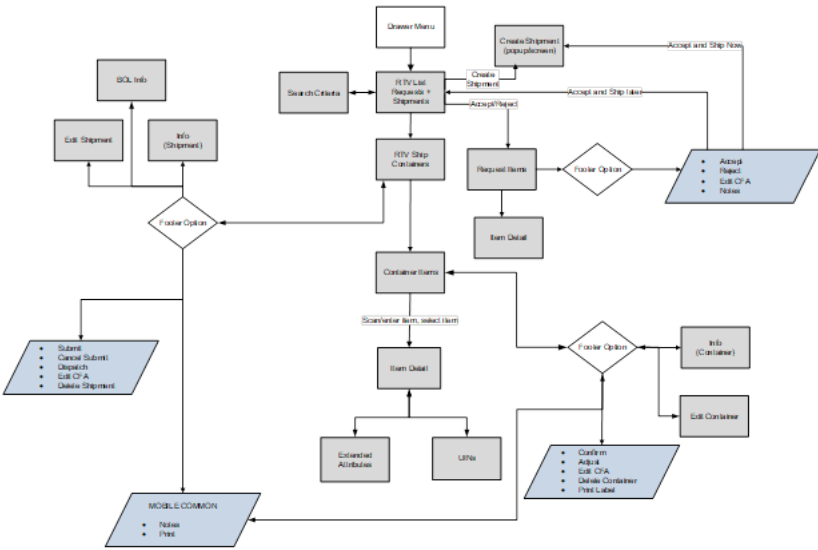 Drawer Menu
Create Shipment
(popup/screen)
Accept and Ship Now
BOL Info
Search Criteria
RTV List
Requests +
Shipments
Create
Shipment
Accept and Ship later
Accept/Reject
Edit Shipment
Info
(Shipment)
RTV Ship
Containers
Request Items
Footer Option
• Accept
• Reject
• Edit CFA
• Notes
Footer Option
Item Detail
Container Items
Scan/enter item, select item
Footer Option
Info
(Container)
• Submit
• Cancel Submit
• Dispatch
• Edit CFA
• Delete Shipment
Item Detail
Edit Container
Extended
Attributes
UINs
• Confirm
• Adjust
• Edit CFA
• Delete Container
• Print Label
MOBILE COMMON
• Notes
• Print